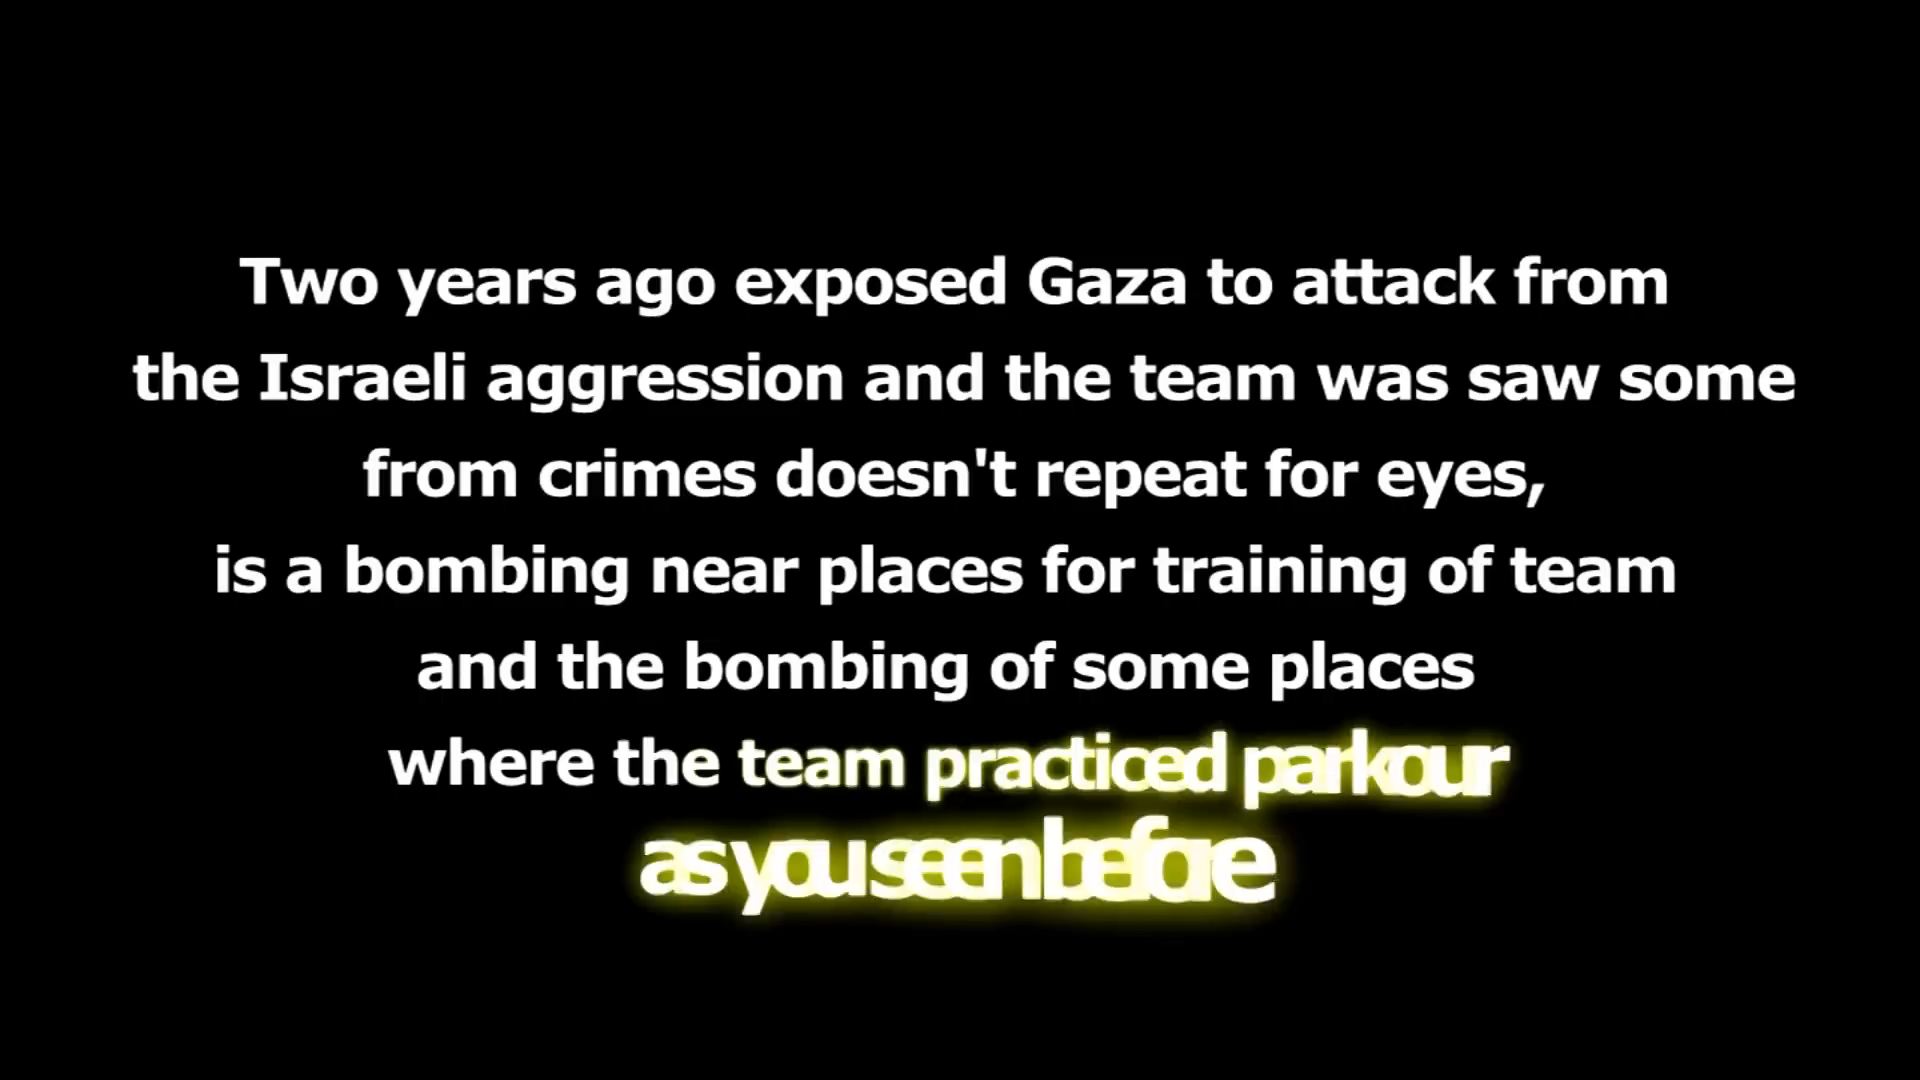 Two years ago exposed Gaza to attack from
the Israeli aggression and the team was saw some
from crimes doesn't repeat for eyes,
is a bombing near places for training of team
and the bombing of some places
where the team practiced parkour
as you seen before